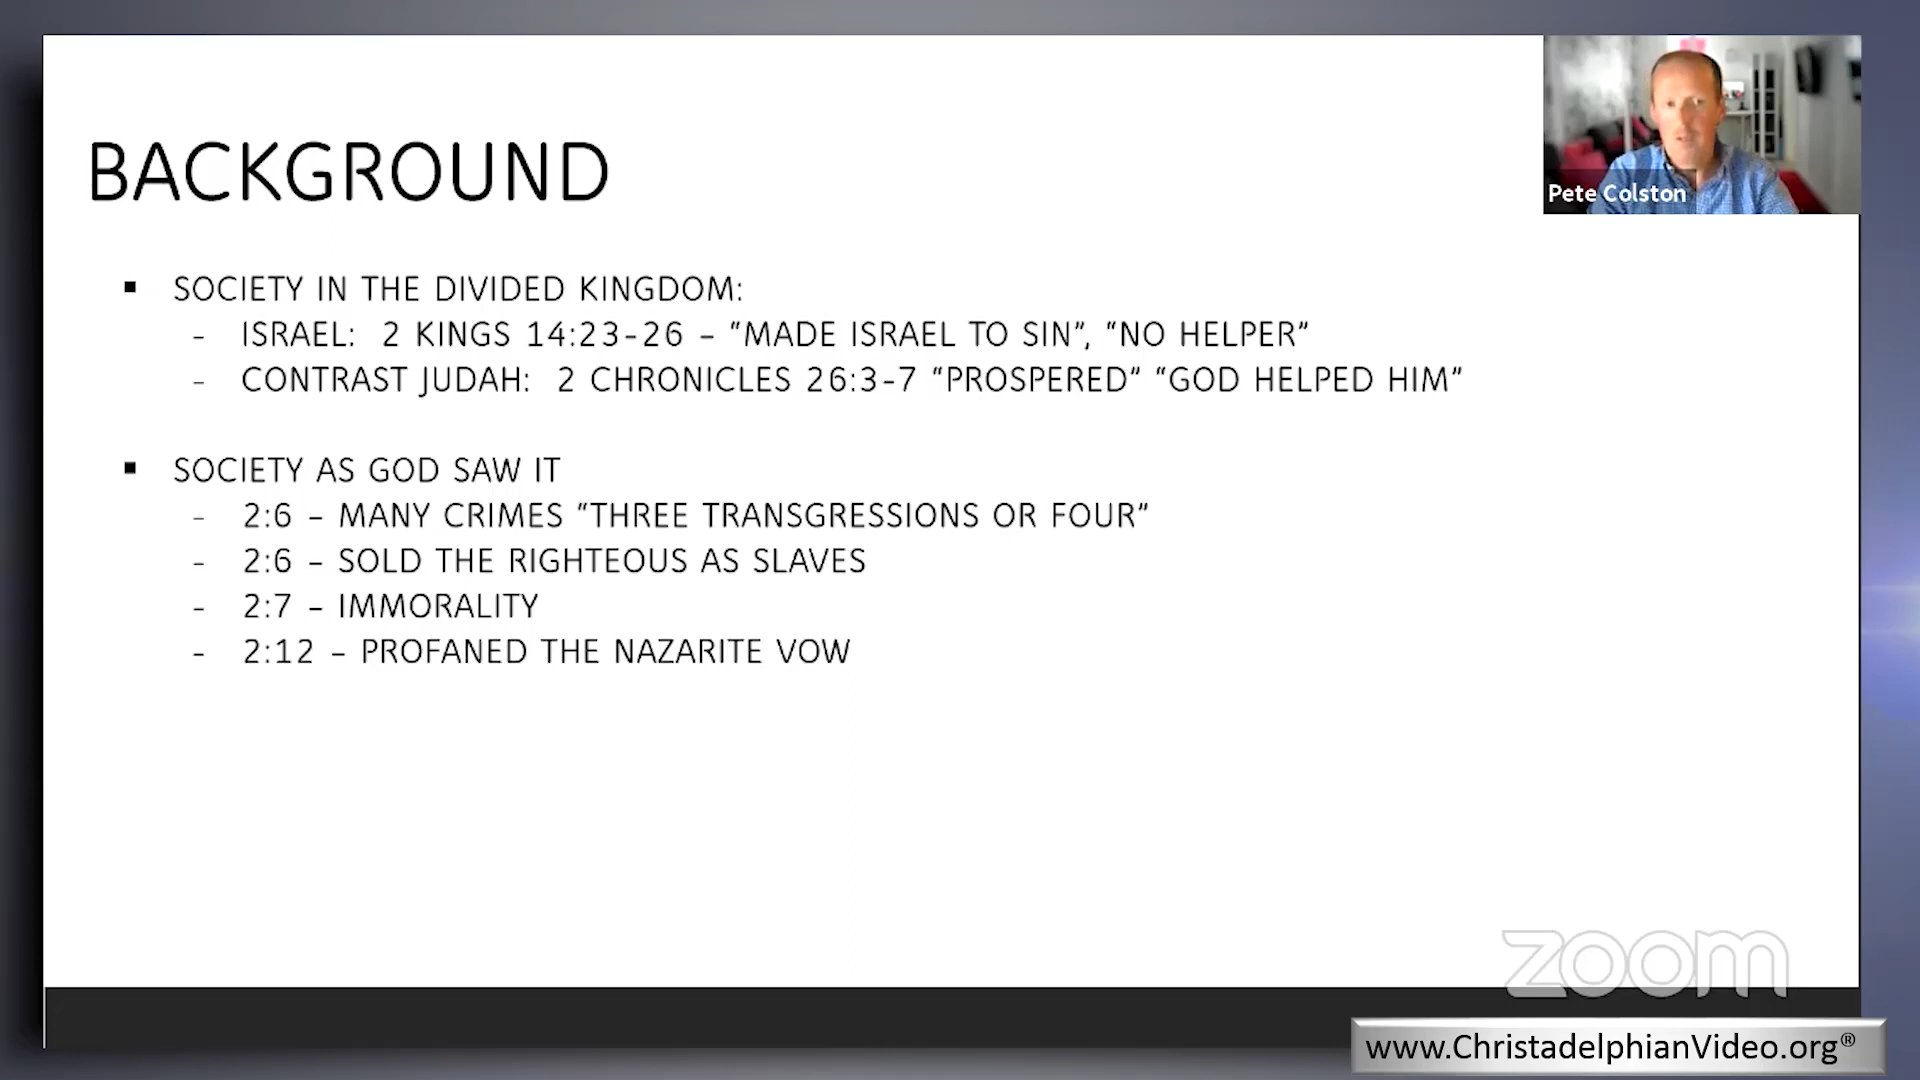 BACKGROUND
Pete Colston
▪ SOCIETY IN THE DIVIDED KINGDOM:
- ISRAEL: 2 KINGS 14:23-26 – "MADE ISRAEL TO SIN", "NO HELPER"
- CONTRAST JUDAH: 2 CHRONICLES 26:3-7 "PROSPERED" "GOD HELPED HIM"
▪ SOCIETY AS GOD SAW IT
- 2:6 – MANY CRIMES "THREE TRANSGRESSIONS OR FOUR"
- 2:6 – SOLD THE RIGHTEOUS AS SLAVES
- 2:7 – IMMORALITY
- 2:12 – PROFANED THE NAZARITE VOW
zoom
www.ChristadelphianVideo.org®